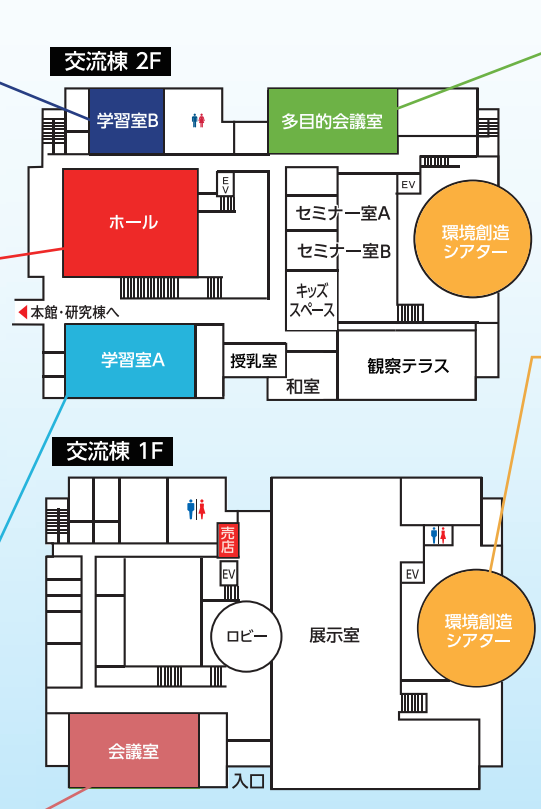 交流棟 2F
学習室B
多目的会議室
EV
EV
ホール
セミナー室A
セミナー室B
環境創造
シアター
キッズ
スペース
本館・研究棟へ
学習室A
授乳室
和室
観察テラス
交流棟 1F
売店
EV
EV
ロビー
展示室
環境創造
シアター
会議室
入口